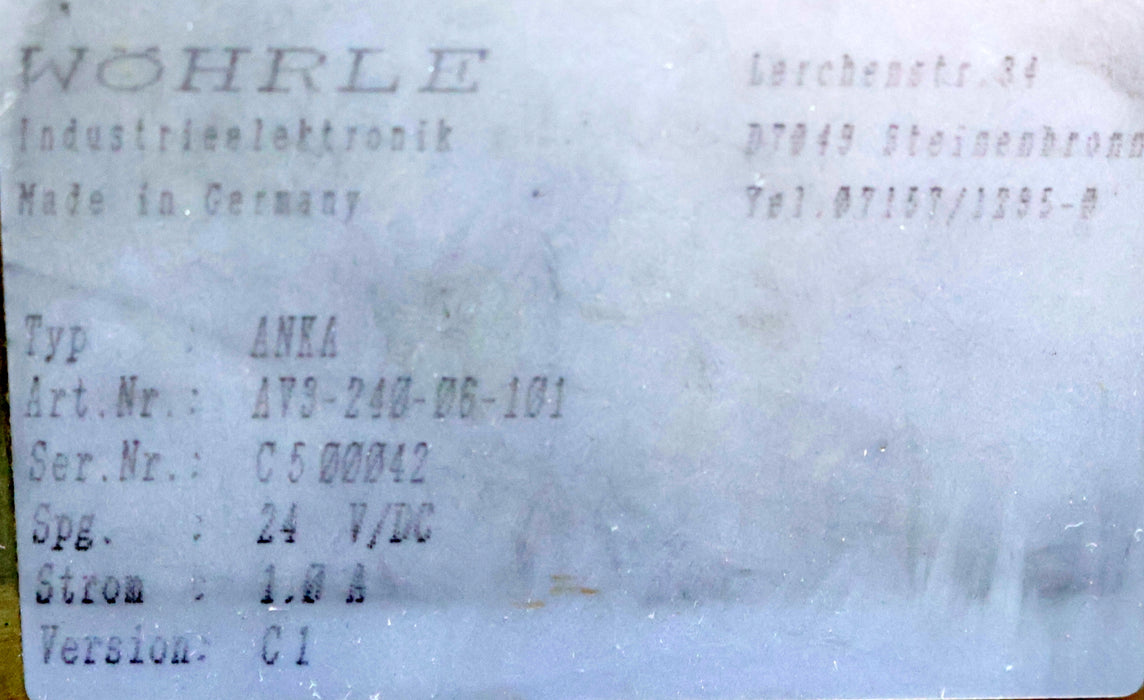 WÖHRLE
Industrieelektronik
Made in Germany
Lerchenstr.34
D7049 Steinenbronn
Tel.07157/1295-0
Typ : ANKA
Art.Nr.: AV3-240-06-101
Ser.Nr.: C500042
Spg. : 24 V/DC
Strom : 1.0 A
Version: C1